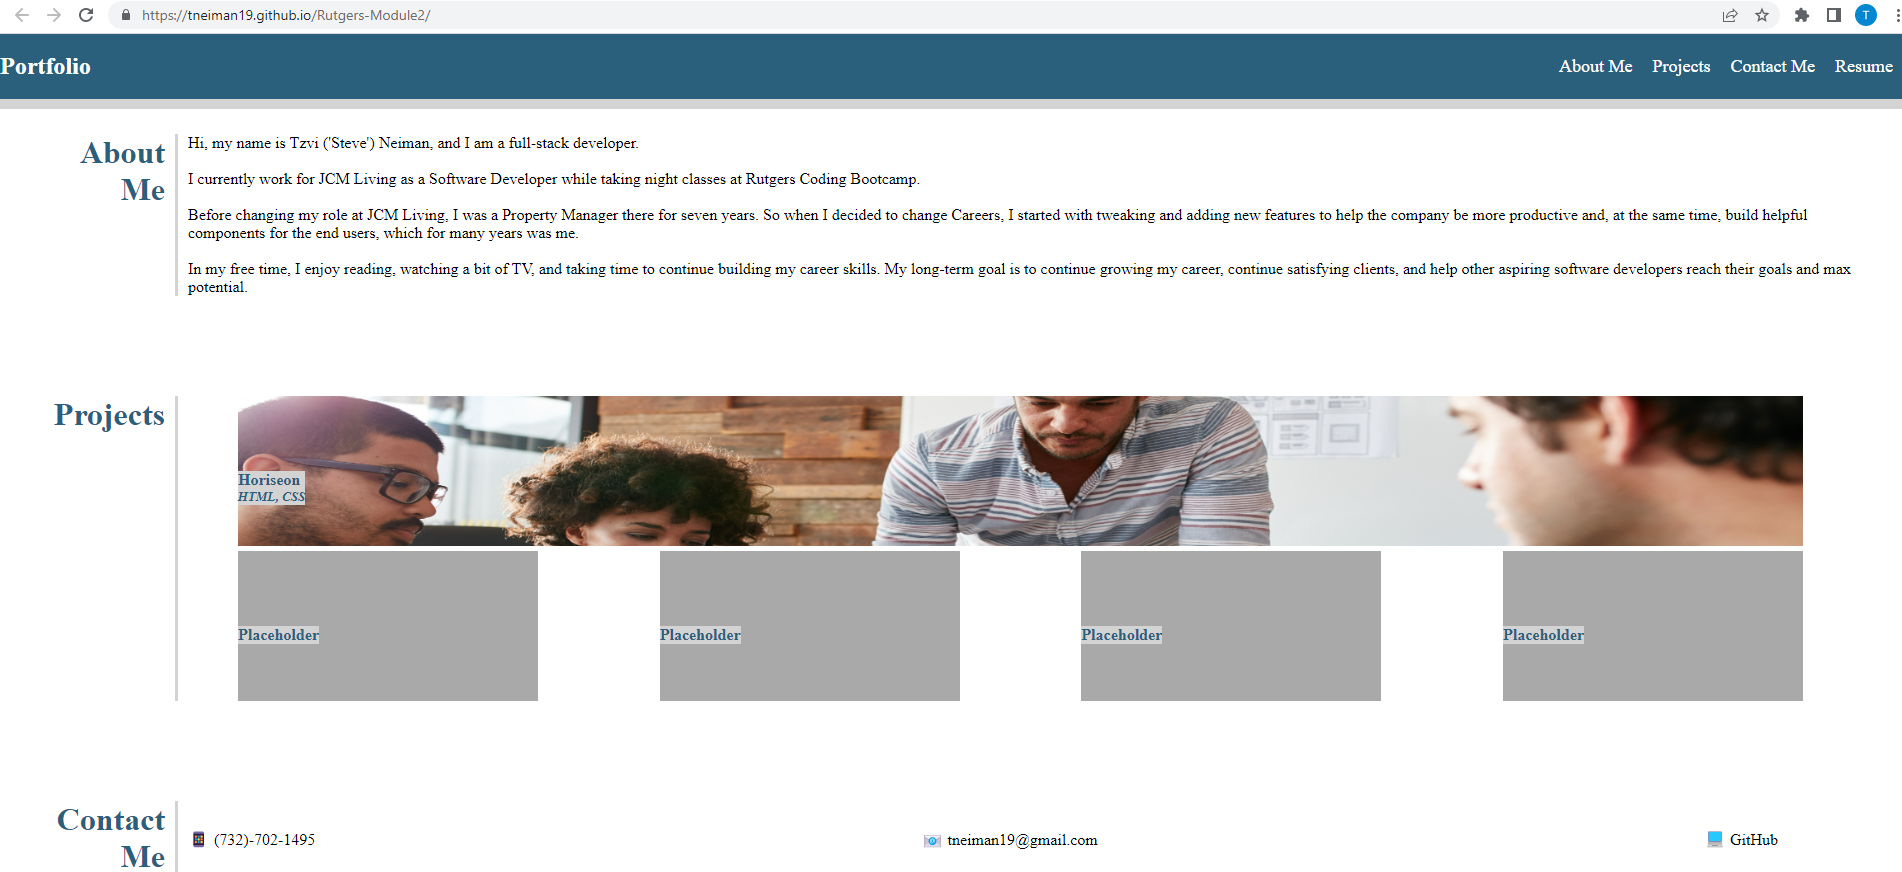 https://tneiman19.github.io/Rutgers-Module2/
T
Portfolio
About Me Projects Contact Me Resume
About
Me
Hi, my name is Tzvi ('Steve') Neiman, and I am a full-stack developer.
I currently work for JCM Living as a Software Developer while taking night classes at Rutgers Coding Bootcamp.
Before changing my role at JCM Living, I was a Property Manager there for seven years. So when I decided to change Careers, I started with tweaking and adding new features to help the company be more productive and, at the same time, build helpful
components for the end users, which for many years was me.
In my free time, I enjoy reading, watching a bit of TV, and taking time to continue building my career skills. My long-term goal is to continue growing my career, continue satisfying clients, and help other aspiring software developers reach their goals and max
potential.
Projects
Horiseon
HTML, CSS
Placeholder Placeholder Placeholder Placeholder
Contact
Me
(732)-702-1495 tneiman19@gmail.com GitHub